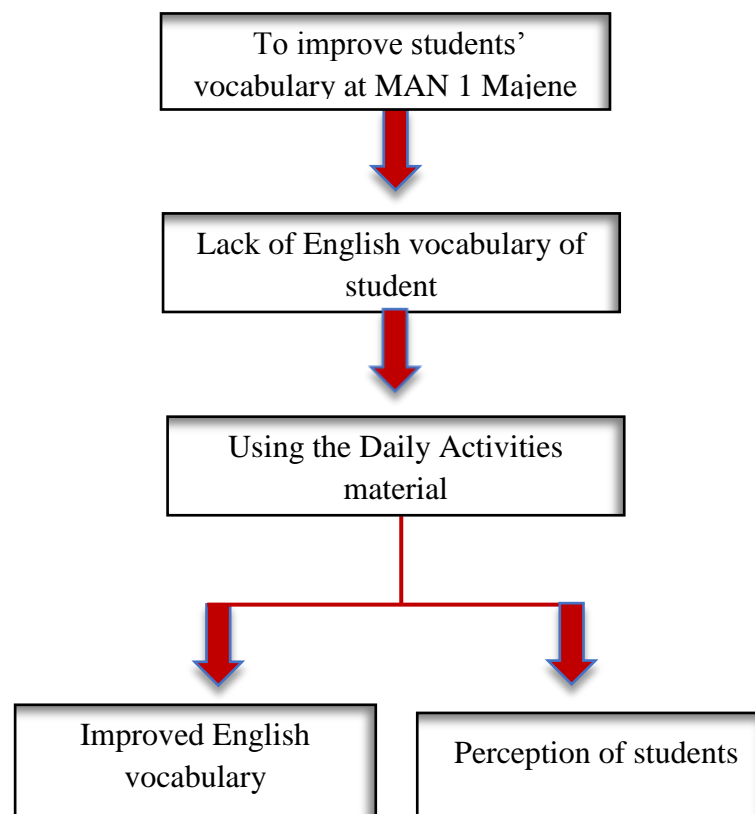 To improve students’
vocabulary at MAN 1 Majene
Lack of English vocabulary of
student
Using the Daily Activities
material
Improved English
vocabulary
Perception of students